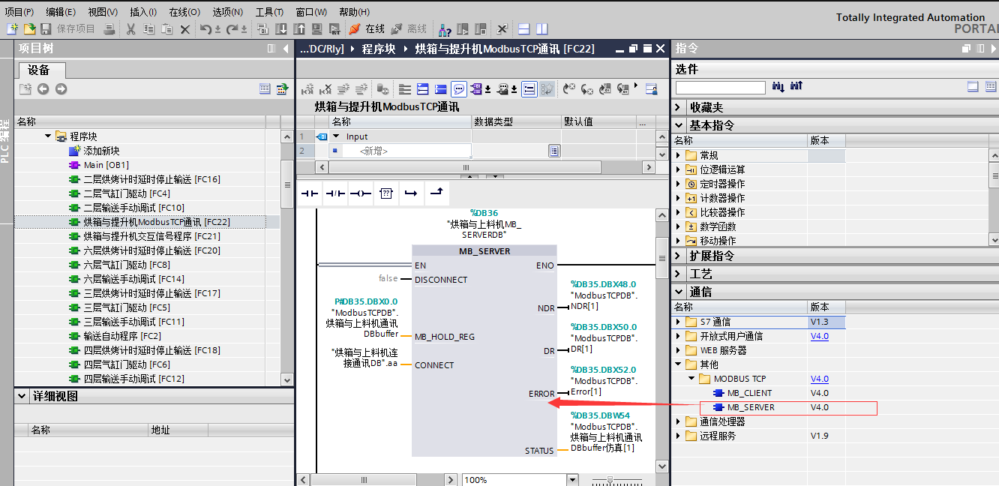 项目(P) 编辑(E) 视图(V) 插入(I) 在线(O) 选项(N) 工具(T) 窗口(W) 帮助(H)
Totally Integrated Automation
PORTAL
保存项目 在线 离线
项目树
...'DC/Rly] 程序块 烘箱与提升机ModbusTCP通讯 [FC22]
指令
设备
选件
PLC 编程
名称
程序块
添加新块
Main [OB1]
二层烘烤计时延时停止输送 [FC16]
二层气缸门驱动 [FC4]
二层输送手动调试 [FC10]
烘箱与提升机ModbusTCP通讯 [FC22]
烘箱与提升机交互信号程序 [FC21]
六层烘烤计时延时停止输送 [FC20]
六层气缸门驱动 [FC8]
六层输送手动调试 [FC14]
三层烘烤计时延时停止输送 [FC17]
三层气缸门驱动 [FC5]
三层输送手动调试 [FC11]
输送自动程序 [FC2]
四层烘烤计时延时停止输送 [FC18]
四层气缸门驱动 [FC6]
四层输送手动调试 [FC12]
详细视图
名称 地址
烘箱与提升机ModbusTCP通讯
名称 数据类型 默认值 ...
1 Input
2 <新增>
??
%DB36
"烘箱与上料机MB_
SERVERDB"
MB_SERVER
EN ENO
false DISCONNECT
P#DB35.DBX0.0
"ModbusTCPDB".
烘箱与上料机通讯
DBbuffer MB_HOLD_REG
"烘箱与上料机连
接通讯DB".aa CONNECT
%DB35.DBX48.0
"ModbusTCPDB".
NDR NDR[1]
%DB35.DBX50.0
"ModbusTCPDB".
DR DR[1]
%DB35.DBX52.0
"ModbusTCPDB".
ERROR Error[1]
%DB35.DBW54
"ModbusTCPDB".
烘箱与上料机通讯
STATUS DBbuffer仿真[1]
100%
收藏夹
基本指令
名称 版本
常规
位逻辑运算
定时器操作
计数器操作
比较器操作
数学函数
移动操作
扩展指令
工艺
通信
名称 版本
S7 通信 V1.3
开放式用户通信 V4.0
WEB 服务器
其他
MODBUS TCP V4.0
MB_CLIENT V4.0
MB_SERVER V4.0
通信处理器
远程服务 V1.9